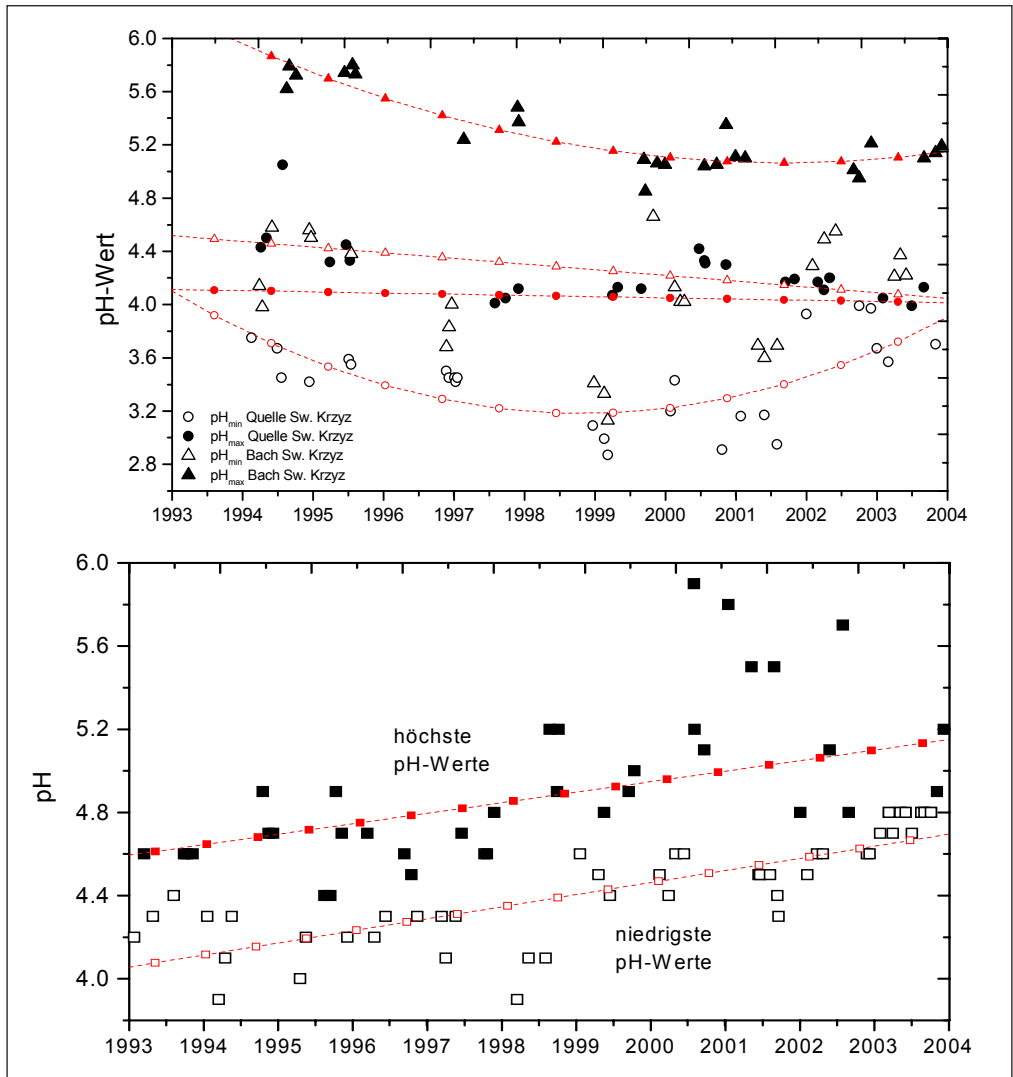 6.0
5.6
5.2
4.8
4.4
4.0
3.6
3.2
2.8
pH-Wert
pHmin Quelle Sw. Krzyz
pHmax Quelle Sw. Krzyz
pHmin Bach Sw. Krzyz
pHmax Bach Sw. Krzyz
1993 1994 1995 1996 1997 1998 1999 2000 2001 2002 2003 2004
6.0
5.6
5.2
4.8
4.4
4.0
pH
höchste
pH-Werte
niedrigste
pH-Werte
1993 1994 1995 1996 1997 1998 1999 2000 2001 2002 2003 2004